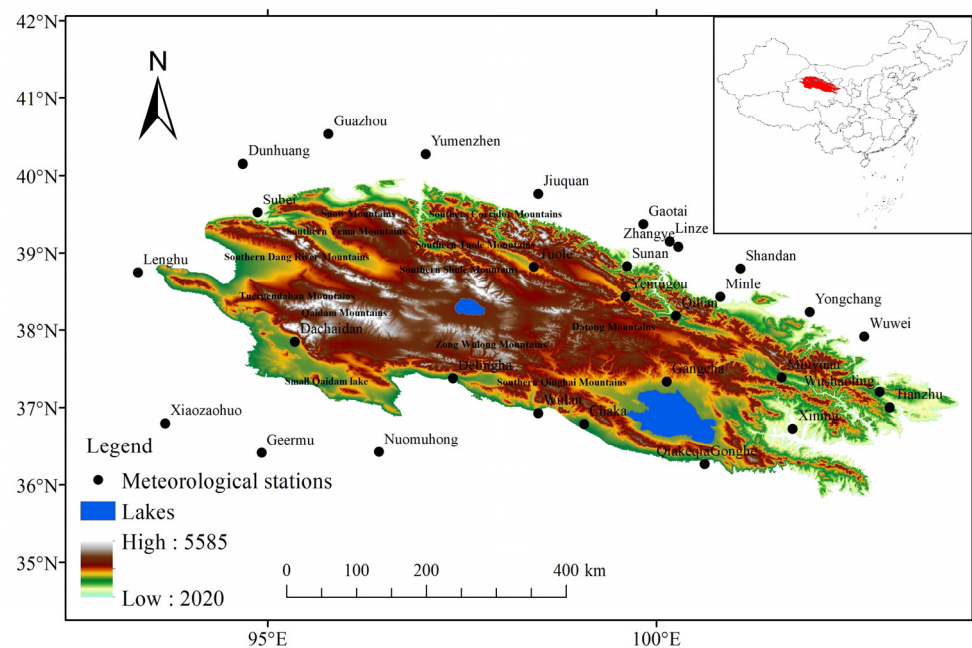 42°N
41°N
40°N
39°N
38°N
37°N
36°N
35°N
N
Guazhou
Dunhuang
Yumenzhen
Jiuquan
Subei
Snow Mountains
Southern Corridor Mountains
Gaotai
Southern Yema Mountains
Zhangye
Linze
Southern Tuole Mountains
Sunan
Southern Dang River Mountains
Tuole
Shandan
Lenghu
Southern Shule Mountains
Yeniugou
Minle
Tuergendaban Mountains
Qilian
Yongchang
Qaidam Mountains
Datong Mountains
Wuwei
Dachaidan
Zong Wulong Mountains
Delingha
Gangcha
Menyuan
Small Qaidam lake
Southern Qinghai Mountains
Wushaoling
Tianzhu
Wulan
Chaka
Xining
Xiaozaohuo
Geermu
Nuomuhong
QiakeqiaGonghe
Legend
Meteorological stations
Lakes
High : 5585
Low : 2020
0 100 200 400 km
95°E
100°E